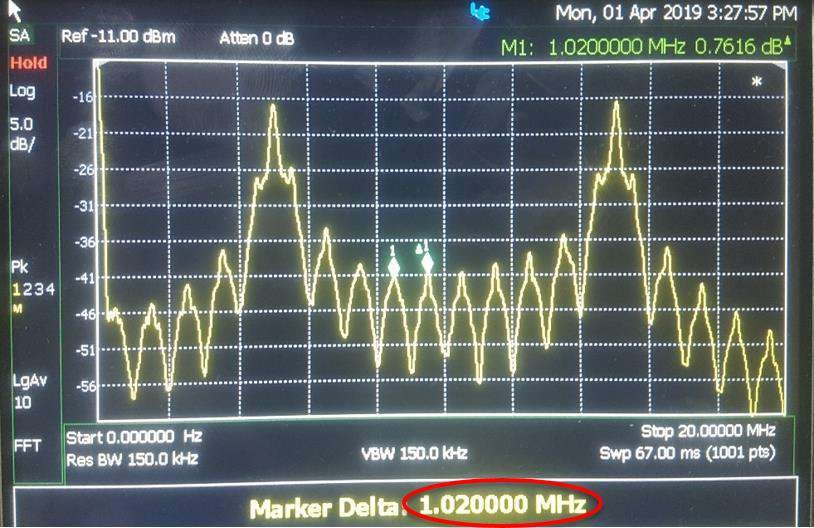 Mon, 01 Apr 2019 3:27:57 PM
SA
Ref -11.00 dBm Atten 0 dB
M1: 1.0200000 MHz 0.7616 dB
Hold
Log
5.0
dB/
-16
-21
-26
-31
-36
-41
-46
-51
-56
*
1
1
Pk
1234
M
LgAv
10
FFT
Start 0.000000 Hz
Stop 20.00000 MHz
Res BW 150.0 kHz
VBW 150.0 kHz
Swp 67.00 ms (1001 pts)
Marker Delta: 1.020000 MHz